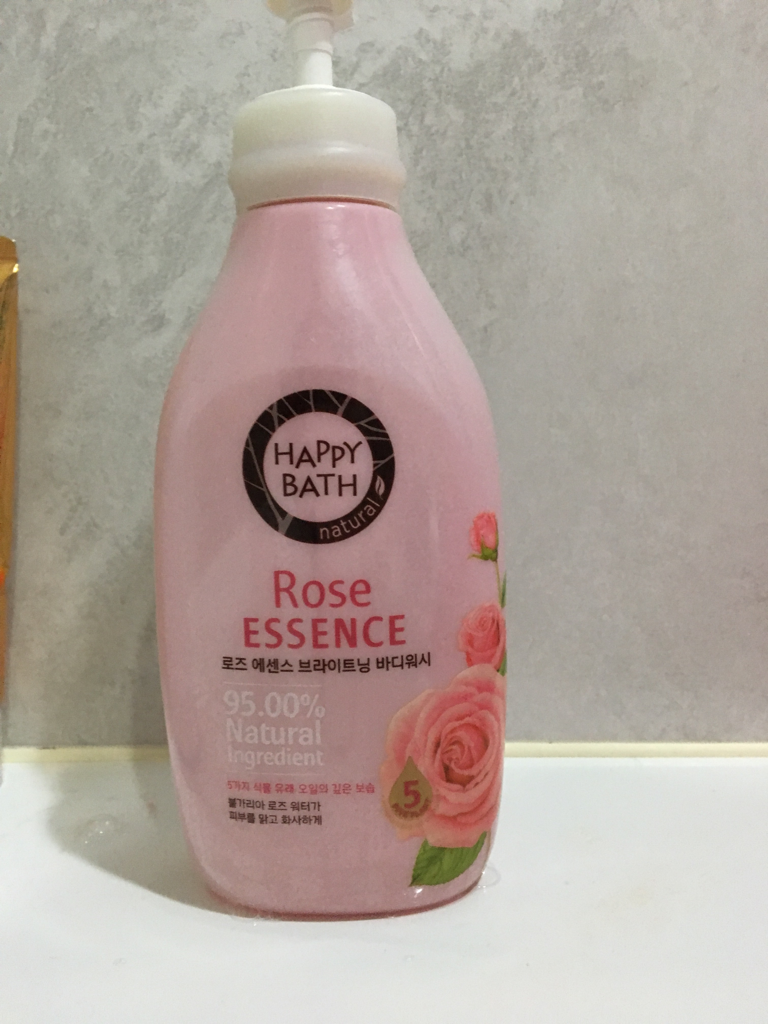 HAPPY
BATH
natural
Rose
ESSENCE
로즈 에센스 브라이트닝 바디워시
95.00%
Natural
Ingredient
5가지 식물 유래 오일의 깊은 보습
불가리아 로즈 워터가
피부를 맑고 화사하게
5